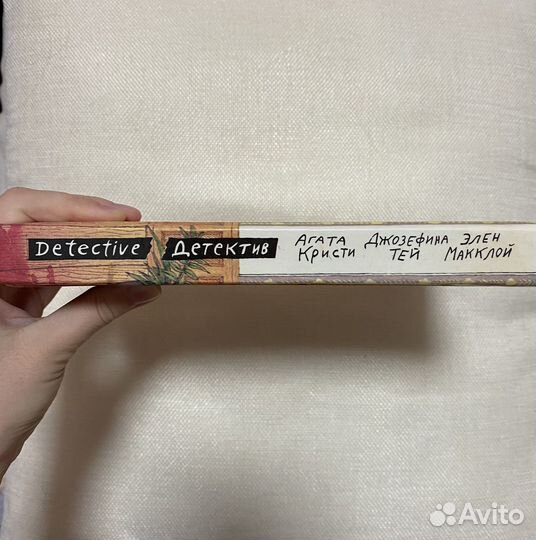 Detective Детектив
Агата Джозефина Элен
Кристи Тей Макклой
Avito